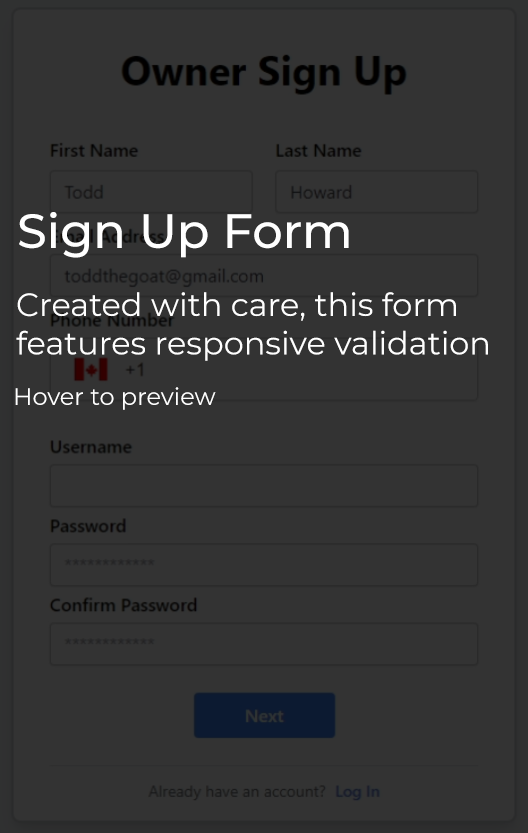 Owner Sign Up
First Name Last Name
Todd Howard
Sign Up Form
Email Address
toddthegoat@gmail.com
Created with care, this form
Phone Number
features responsive validation
+1
Hover to preview
Username
Password
************
Confirm Password
************
Next
Already have an account? Log In